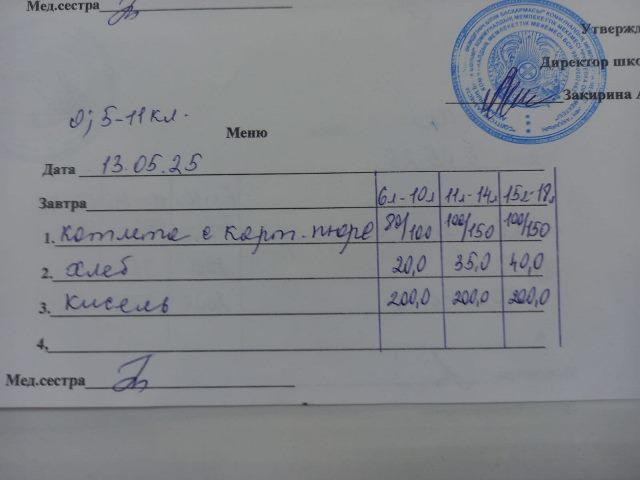 Мед.сестра
Утвержд
Директор шко
Закирина А
0; 5-11 кл.
Меню
Дата 13.05.25
Завтра 6л-10л 11л-14л 15л-18л
1. котлета с карт. пюре 80/100 100/150 100/150
2. хлеб 20,0 35,0 40,0
3. кисель 200,0 200,0 200,0
4.
Мед.сестра